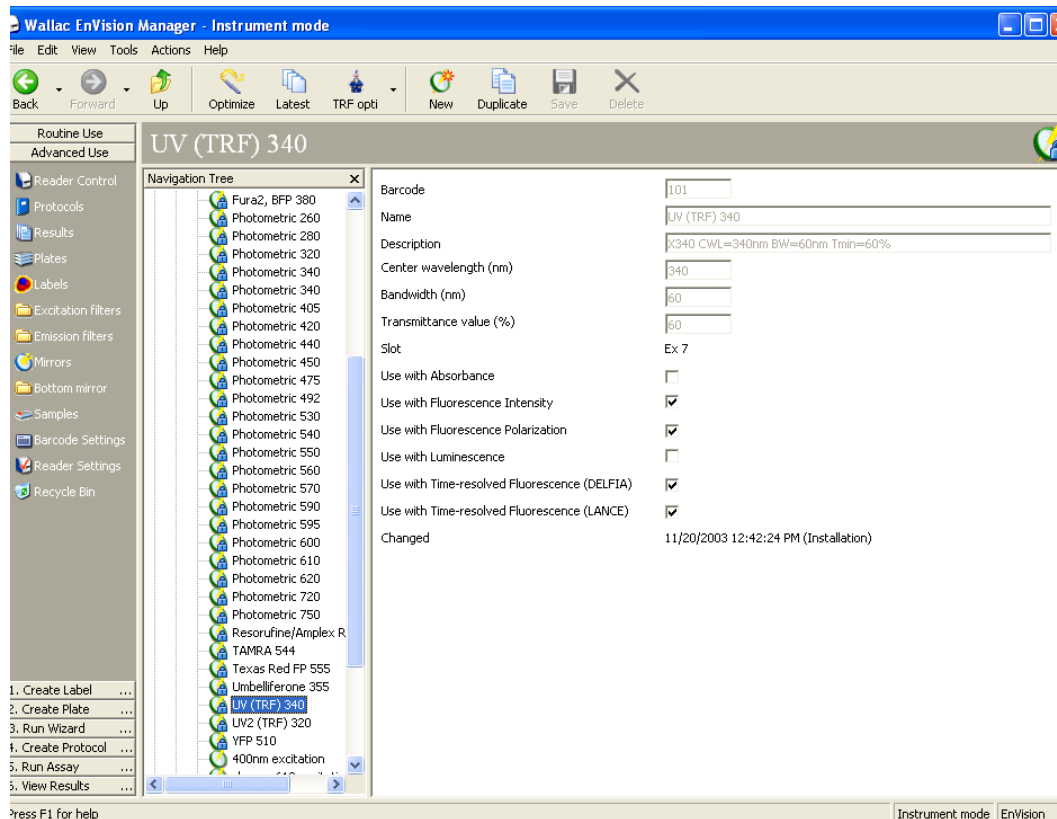 Wallac EnVision Manager - Instrument mode
File Edit View Tools Actions Help
Back Forward Up Optimize Latest TRF opti New Duplicate Save Delete
Routine Use
Advanced Use
UV (TRF) 340
Reader Control
Protocols
Results
Plates
Labels
Excitation filters
Emission filters
Mirrors
Bottom mirror
Samples
Barcode Settings
Reader Settings
Recycle Bin
1. Create Label ...
2. Create Plate ...
3. Run Wizard ...
4. Create Protocol ...
5. Run Assay ...
6. View Results ...
Navigation Tree
Fura2, BFP 380
Photometric 260
Photometric 280
Photometric 320
Photometric 340
Photometric 340
Photometric 405
Photometric 420
Photometric 440
Photometric 450
Photometric 475
Photometric 492
Photometric 530
Photometric 540
Photometric 550
Photometric 560
Photometric 570
Photometric 590
Photometric 595
Photometric 600
Photometric 610
Photometric 620
Photometric 720
Photometric 750
Resorufine/Amplex R
TAMRA 544
Texas Red FP 555
Umbelliferone 355
UV (TRF) 340
UV2 (TRF) 320
YFP 510
400nm excitation
Barcode 101
Name UV (TRF) 340
Description X340 CWL=340nm BW=60nm Tmin=60%
Center wavelength (nm) 340
Bandwidth (nm) 60
Transmittance value (%) 60
Slot Ex 7
Use with Absorbance
Use with Fluorescence Intensity
Use with Fluorescence Polarization
Use with Luminescence
Use with Time-resolved Fluorescence (DELFIA)
Use with Time-resolved Fluorescence (LANCE)
Changed 11/20/2003 12:42:24 PM (Installation)
Press F1 for help Instrument mode EnVision